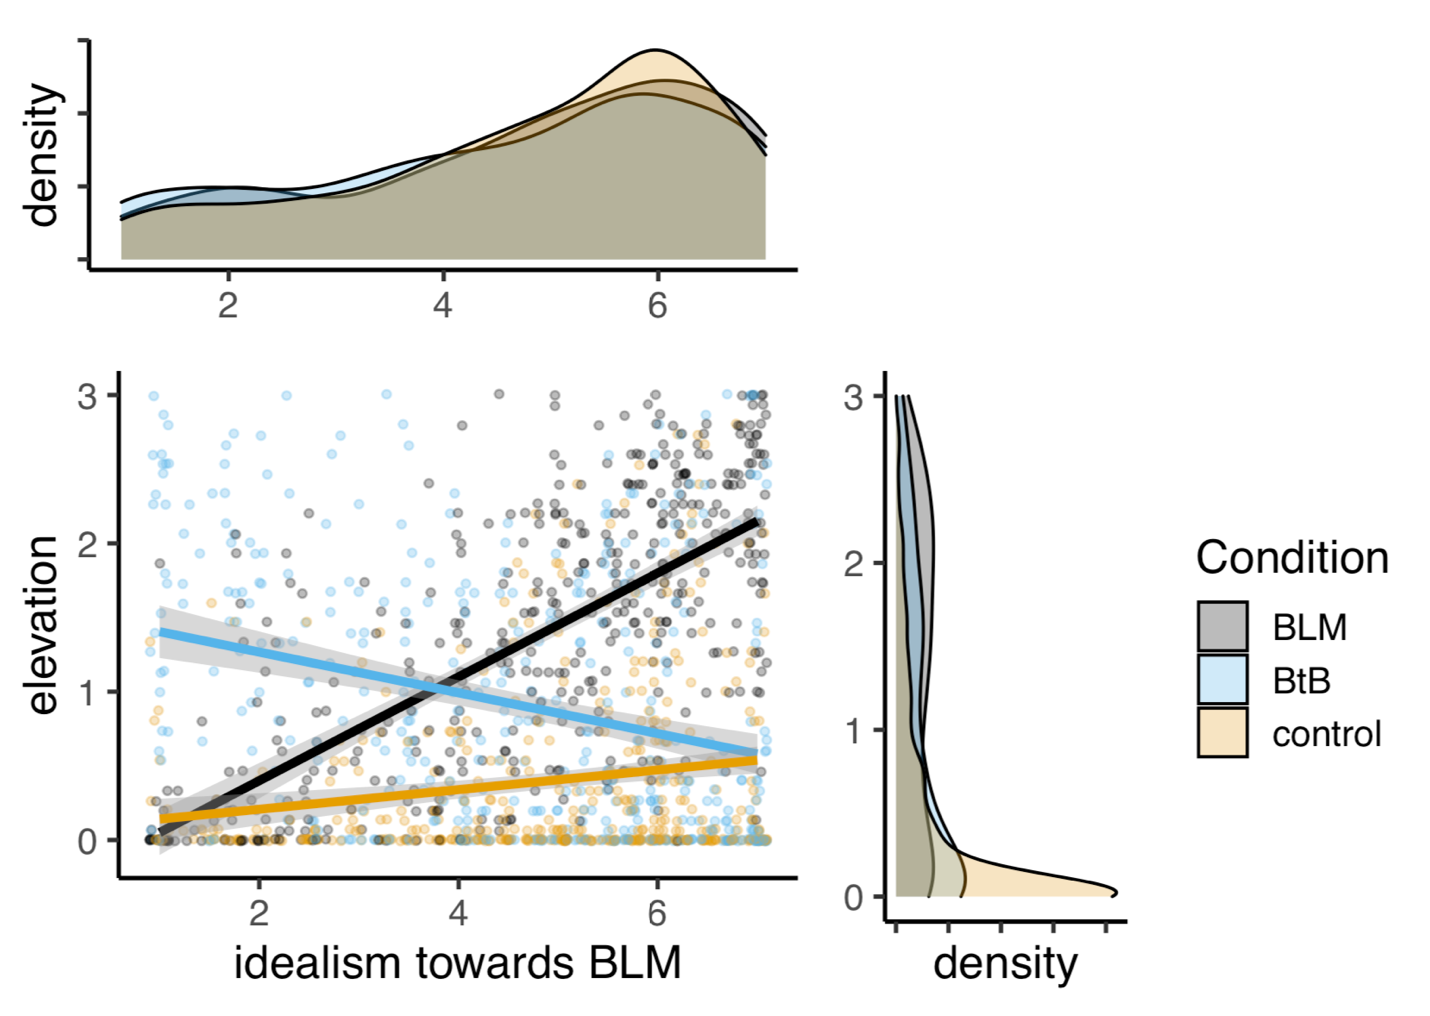 density
2 4 6
3
2
1
0
elevation
2 4 6
idealism towards BLM
3
2
1
0
density
Condition
BLM
BtB
control